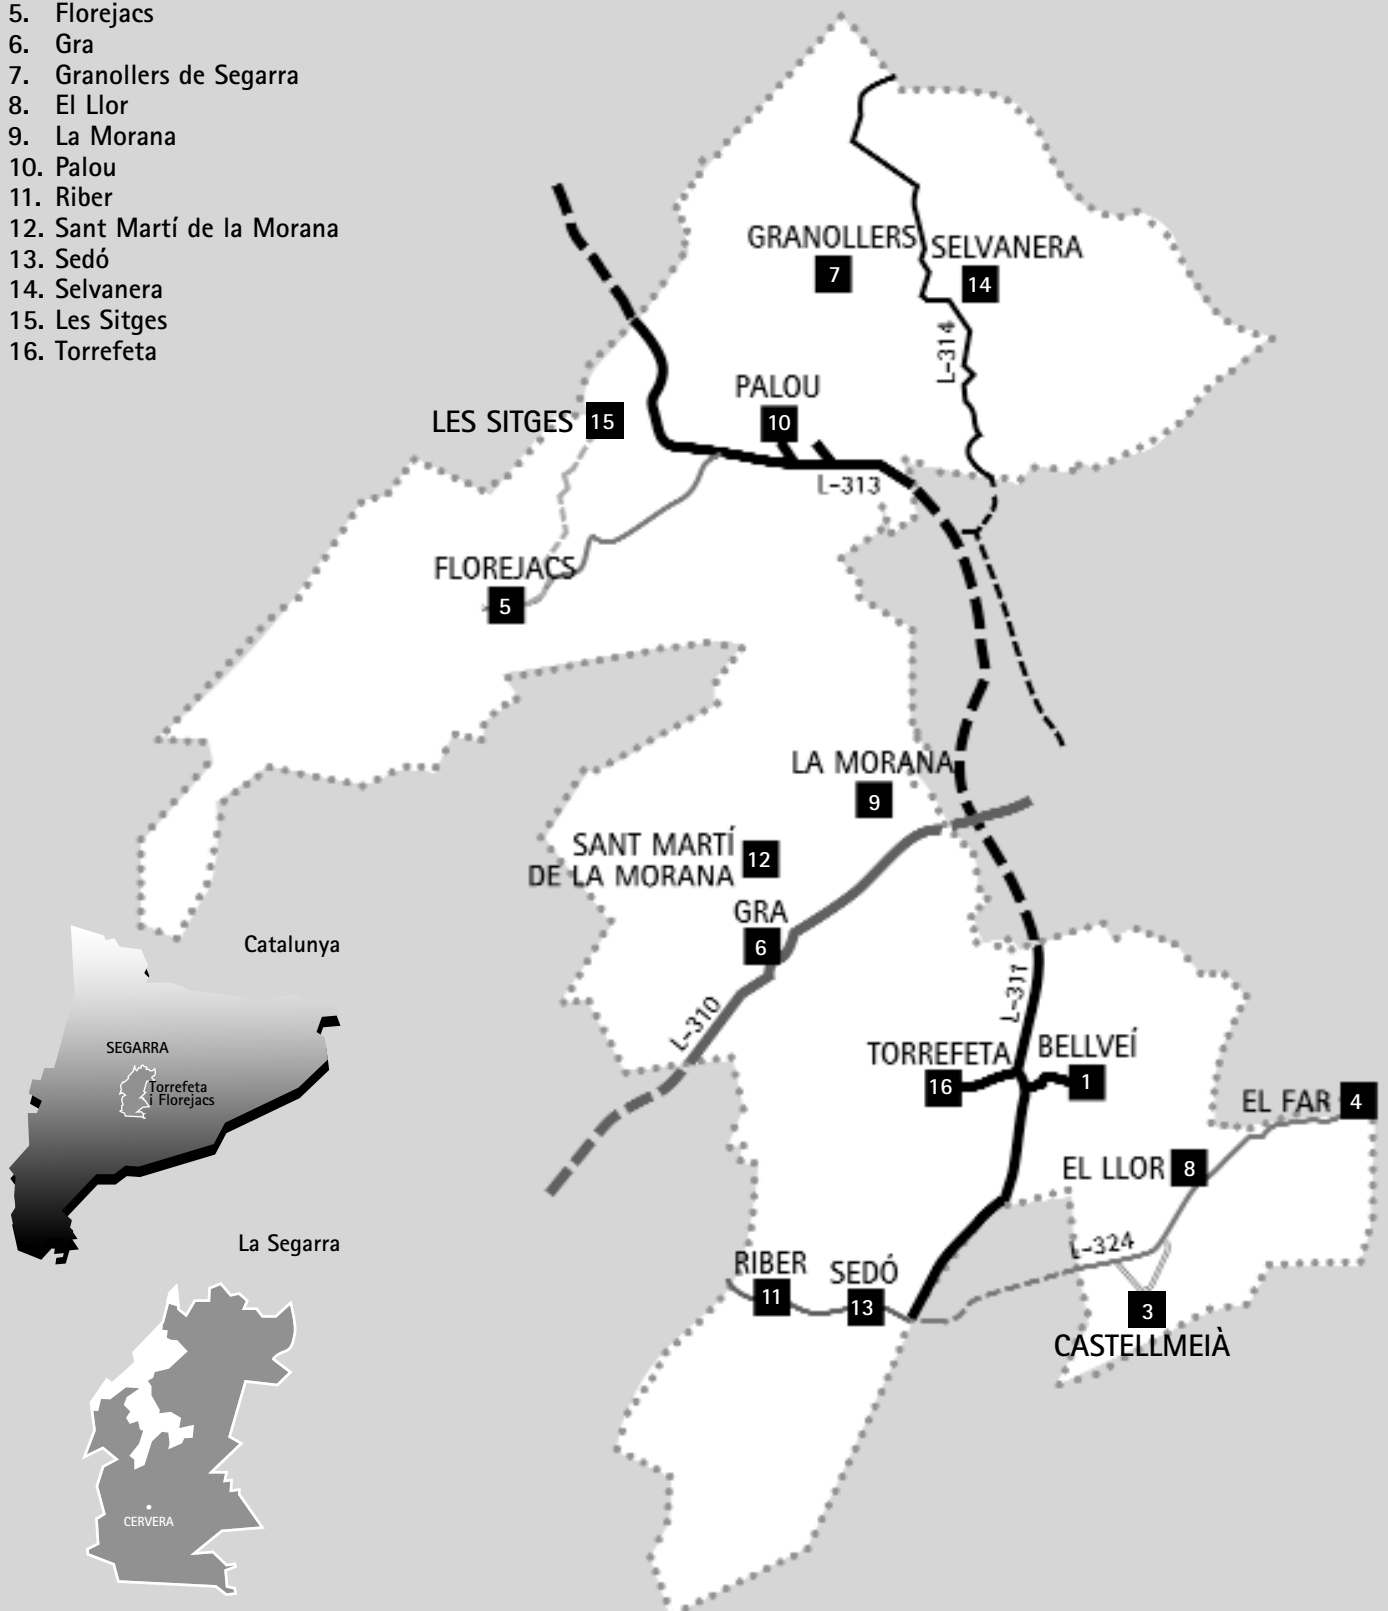 5. Florejacs
6. Gra
7. Granollers de Segarra
8. El Llor
9. La Morana
10. Palou
11. Riber
12. Sant Martí de la Morana
13. Sedó
14. Selvanera
15. Les Sitges
16. Torrefeta
GRANOLLERS
7
SELVANERA
14
L-314
PALOU
10
LES SITGES 15
L-313
FLOREJACS
5
LA MORANA
9
SANT MARTÍ
DE LA MORANA
12
GRA
6
L-310
L-311
TORREFETA
16
BELLVEÍ
1
EL FAR 4
EL LLOR 8
L-324
RIBER
11
SEDÓ
13
3
CASTELLMEIÀ
Catalunya
SEGARRA
Torrefeta
i Florejacs
La Segarra
CERVERA